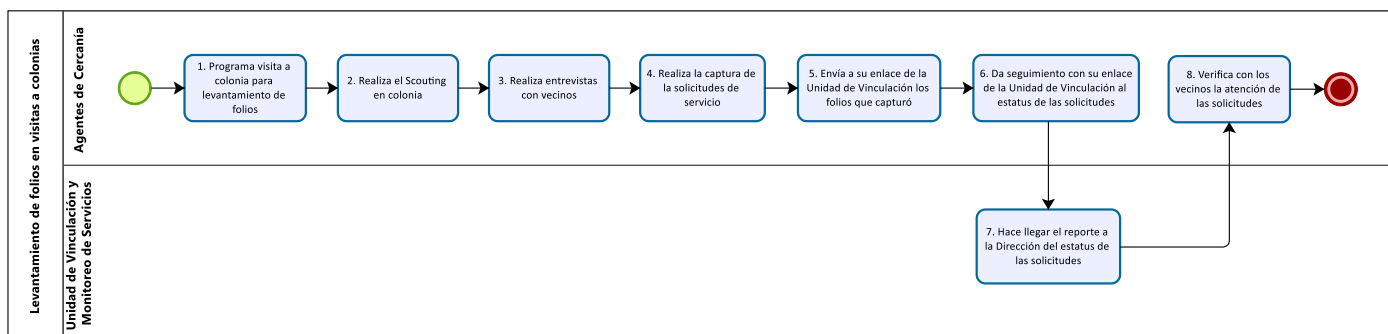 Levantamiento de folios en visitas a colonias
Agentes de Cercanía
1. Programa visita a
colonia para
levantamiento de
folios
2. Realiza el Scouting
en colonia
3. Realiza entrevistas
con vecinos
4. Realiza la captura de
la solicitudes de
servicio
5. Envía a su enlace de la
Unidad de Vinculación los
folios que capturó
6. Da seguimiento con su enlace
de la Unidad de Vinculación al
estatus de las solicitudes
8. Verifica con los
vecinos la atención de
las solicitudes
Unidad de Vinculación y
Monitoreo de Servicios
7. Hace llegar el reporte a
la Dirección del estatus de
las solicitudes